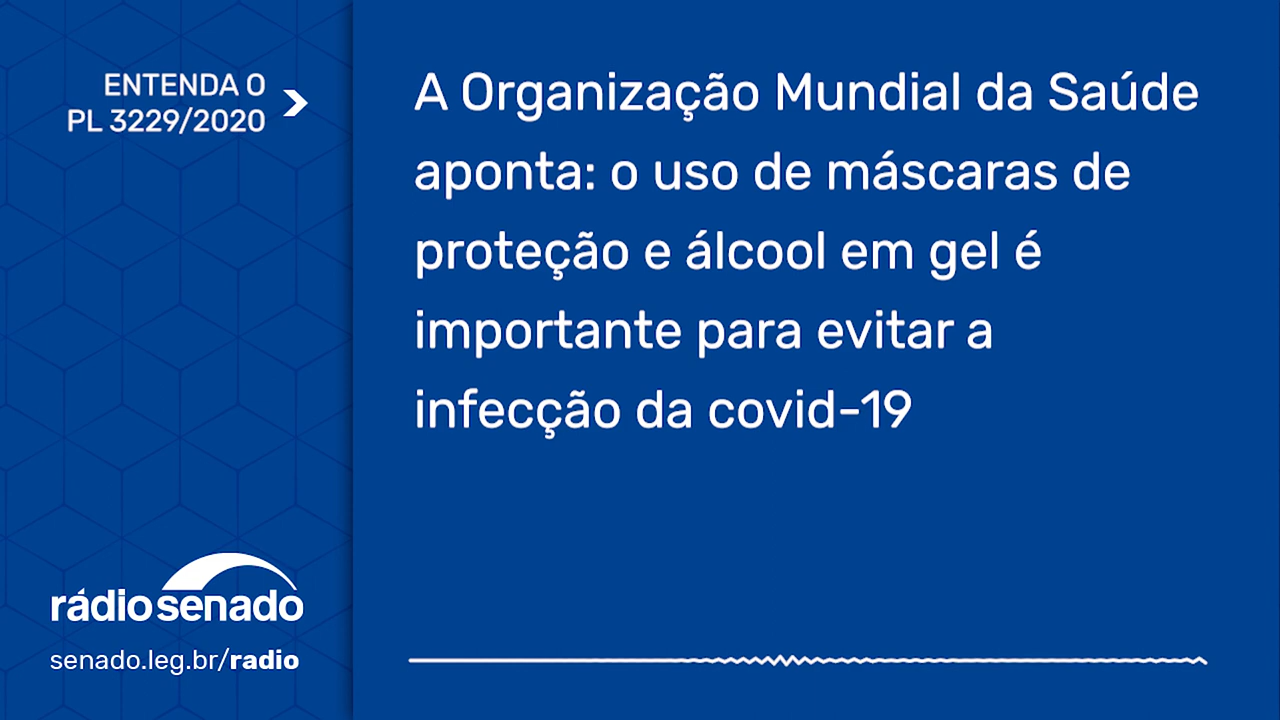 ENTENDA O
PL 3229/2020
A Organização Mundial da Saúde
aponta: o uso de máscaras de
proteção e álcool em gel é
importante para evitar a
infecção da covid-19
rádio senado
senado.leg.br/radio